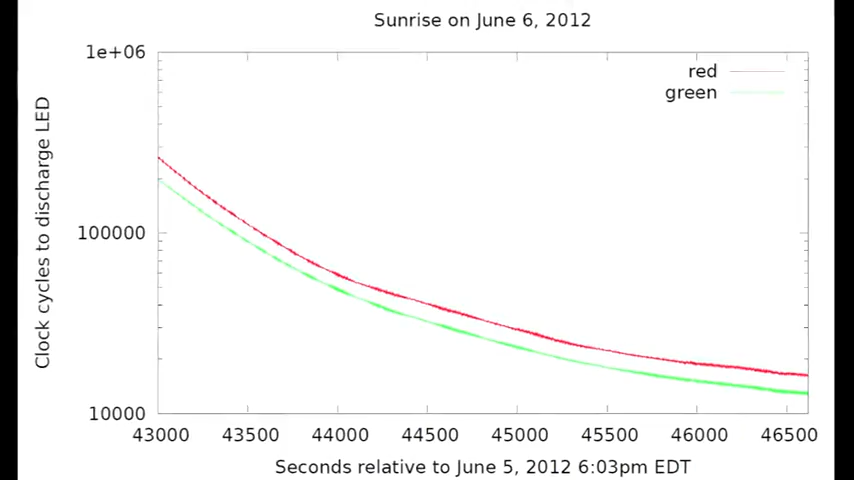 Sunrise on June 6, 2012
1e+06
red
green
Clock cycles to discharge LED
100000
10000
43000 43500 44000 44500 45000 45500 46000 46500
Seconds relative to June 5, 2012 6:03pm EDT